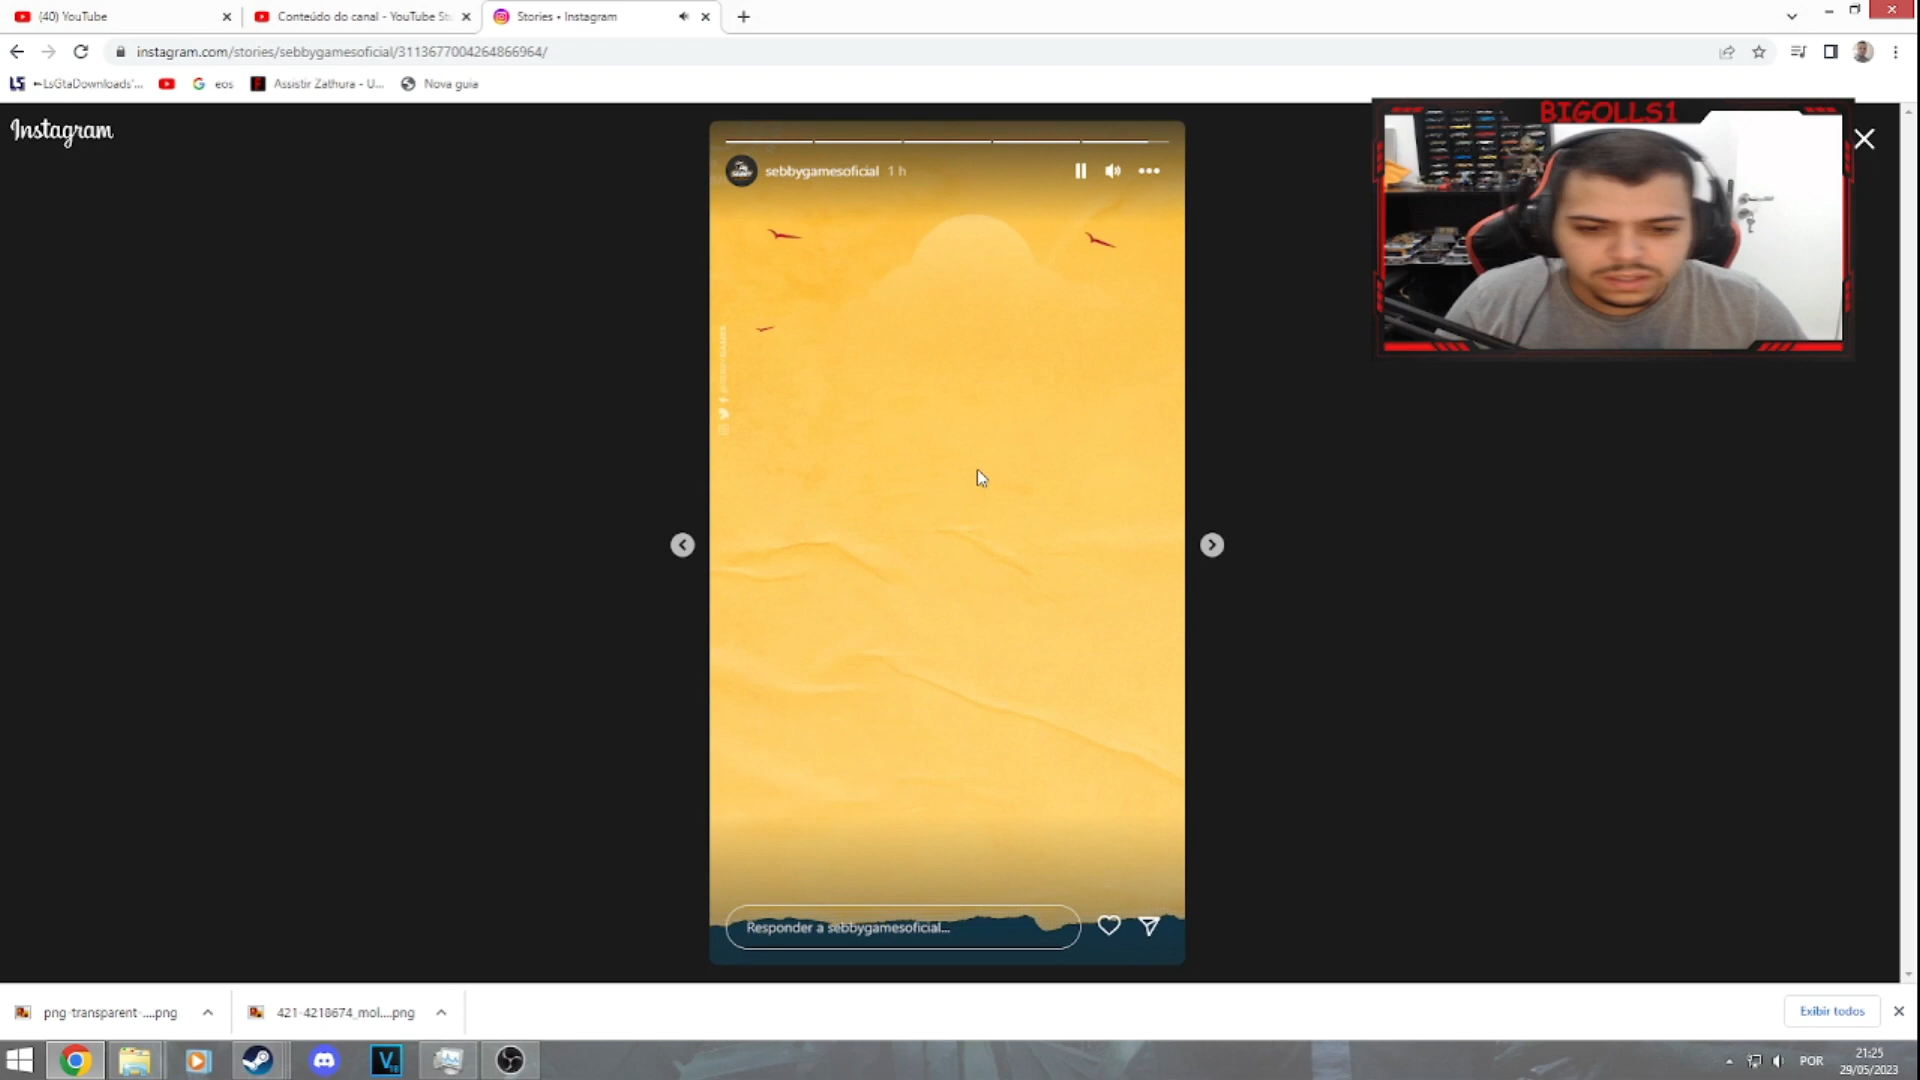 (40) YouTube
Conteúdo do canal - YouTube St
Stories • Instagram
instagram.com/stories/sebbygamesoficial/3113677004264866964/
LS
LsGtaDownloads'...
eos
Assistir Zathura - U...
Nova guia
Instagram
BIGOLLS1
sebbygamesoficial 1 h
Responder a sebbygamesoficial...
png-transparent-....png
421-4218674_mol....png
Exibir todos
POR
21:25
29/05/2023